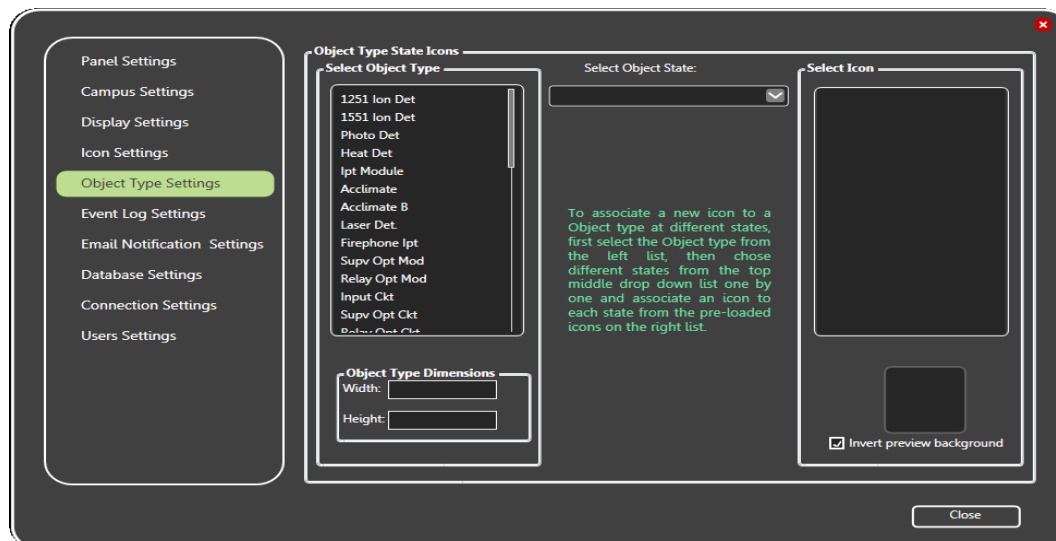 Panel Settings
Campus Settings
Display Settings
Icon Settings
Object Type Settings
Event Log Settings
Email Notification Settings
Database Settings
Connection Settings
Users Settings
Object Type State Icons
Select Object Type
1251 Ion Det
1551 Ion Det
Photo Det
Heat Det
Ipt Module
Acclimate
Acclimate B
Laser Det.
Firephone Ipt
Supv Opt Mod
Relay Opt Mod
Input Ckt
Supv Opt Ckt
Relay Opt Ckt
Object Type Dimensions
Width:
Height:
Select Object State:
To associate a new icon to a
Object type at different states,
first select the Object type from
the left list, then chose
different states from the top
middle drop down list one by
one and associate an icon to
each state from the pre-loaded
icons on the right list.
Select Icon
Invert preview background
Close